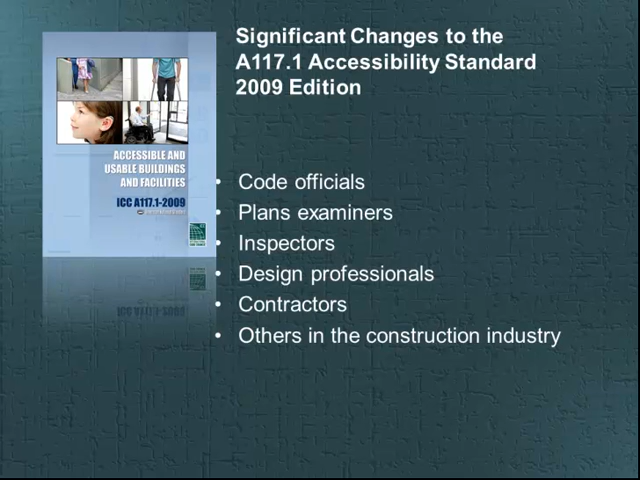 Significant Changes to the
A117.1 Accessibility Standard
2009 Edition
ACCESSIBLE AND
USABLE BUILDINGS
AND FACILITIES
ICC A117.1-2009
• Code officials
• Plans examiners
• Inspectors
• Design professionals
• Contractors
• Others in the construction industry